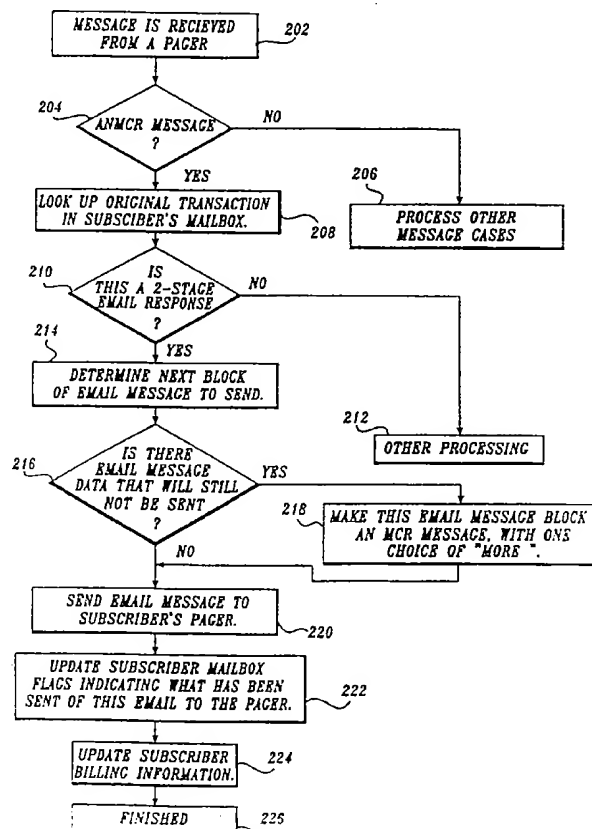 MESSAGE IS RECIEVED
FROM A PAGER
202
204
ANMCR MESSAGE
?
NO
YES
206
PROCESS OTHER
MESSAGE CASES
LOOK UP ORIGINAL TRANSACTION
IN SUBSCIBER'S MAILBOX.
208
210
IS
THIS A 2-STAGE
EMAIL RESPONSE
?
NO
YES
214
DETERMINE NEXT BLOCK
OF EMAIL MESSAGE TO SEND.
212
OTHER PROCESSING
216
IS THERE
EMAIL MESSAGE
DATA THAT WILL STILL
NOT BE SENT
?
YES
NO
218
MAKE THIS EMAIL MESSAGE BLOCK
AN MCR MESSAGE, WITH ONE
CHOICE OF "MORE ".
SEND EMAIL MESSAGE TO
SUBSCRIBER'S PAGER.
220
UPDATE SUBSCRIBER MAILBOX
FLAGS INDICATING WHAT HAS BEEN
SENT OF THIS EMAIL TO THE PAGER.
222
UPDATE SUBSCRIBER
BILLING INFORMATION.
224
FINISHED
226